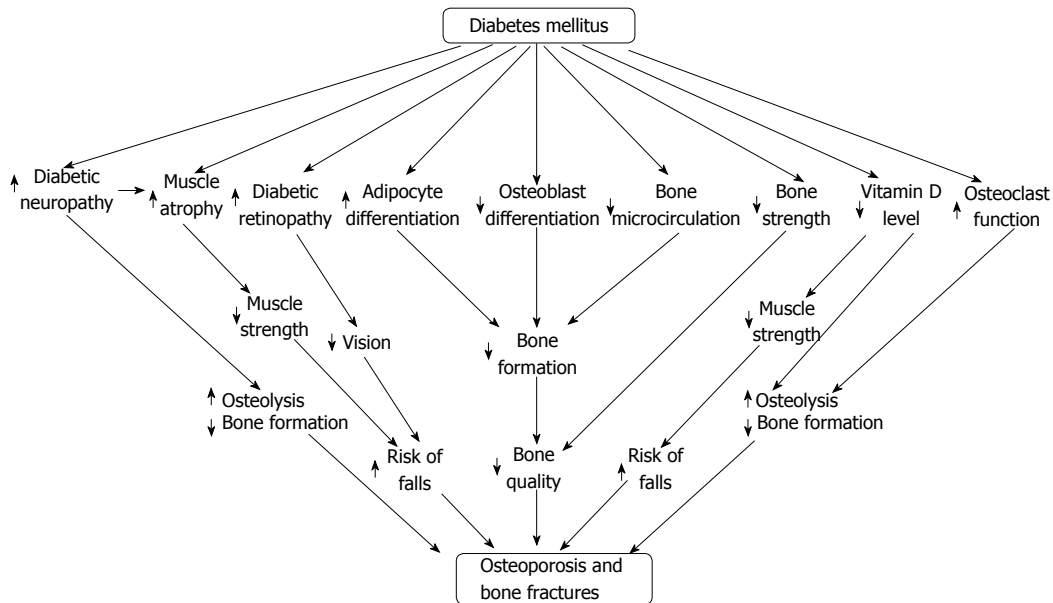 Diabetes mellitus
↑ Diabetic
neuropathy
↑ Muscle
atrophy
↑ Diabetic
retinopathy
↑ Adipocyte
differentiation
↓ Osteoblast
differentiation
↓ Bone
microcirculation
↓ Bone
strength
↓ Vitamin D
level
↑ Osteoclast
function
↓ Muscle
strength
↓ Vision
↓ Bone
formation
↓ Muscle
strength
↑ Osteolysis
↓ Bone formation
↑ Osteolysis
↓ Bone formation
↑ Risk of
falls
↓ Bone
quality
↑ Risk of
falls
Osteoporosis and
bone fractures